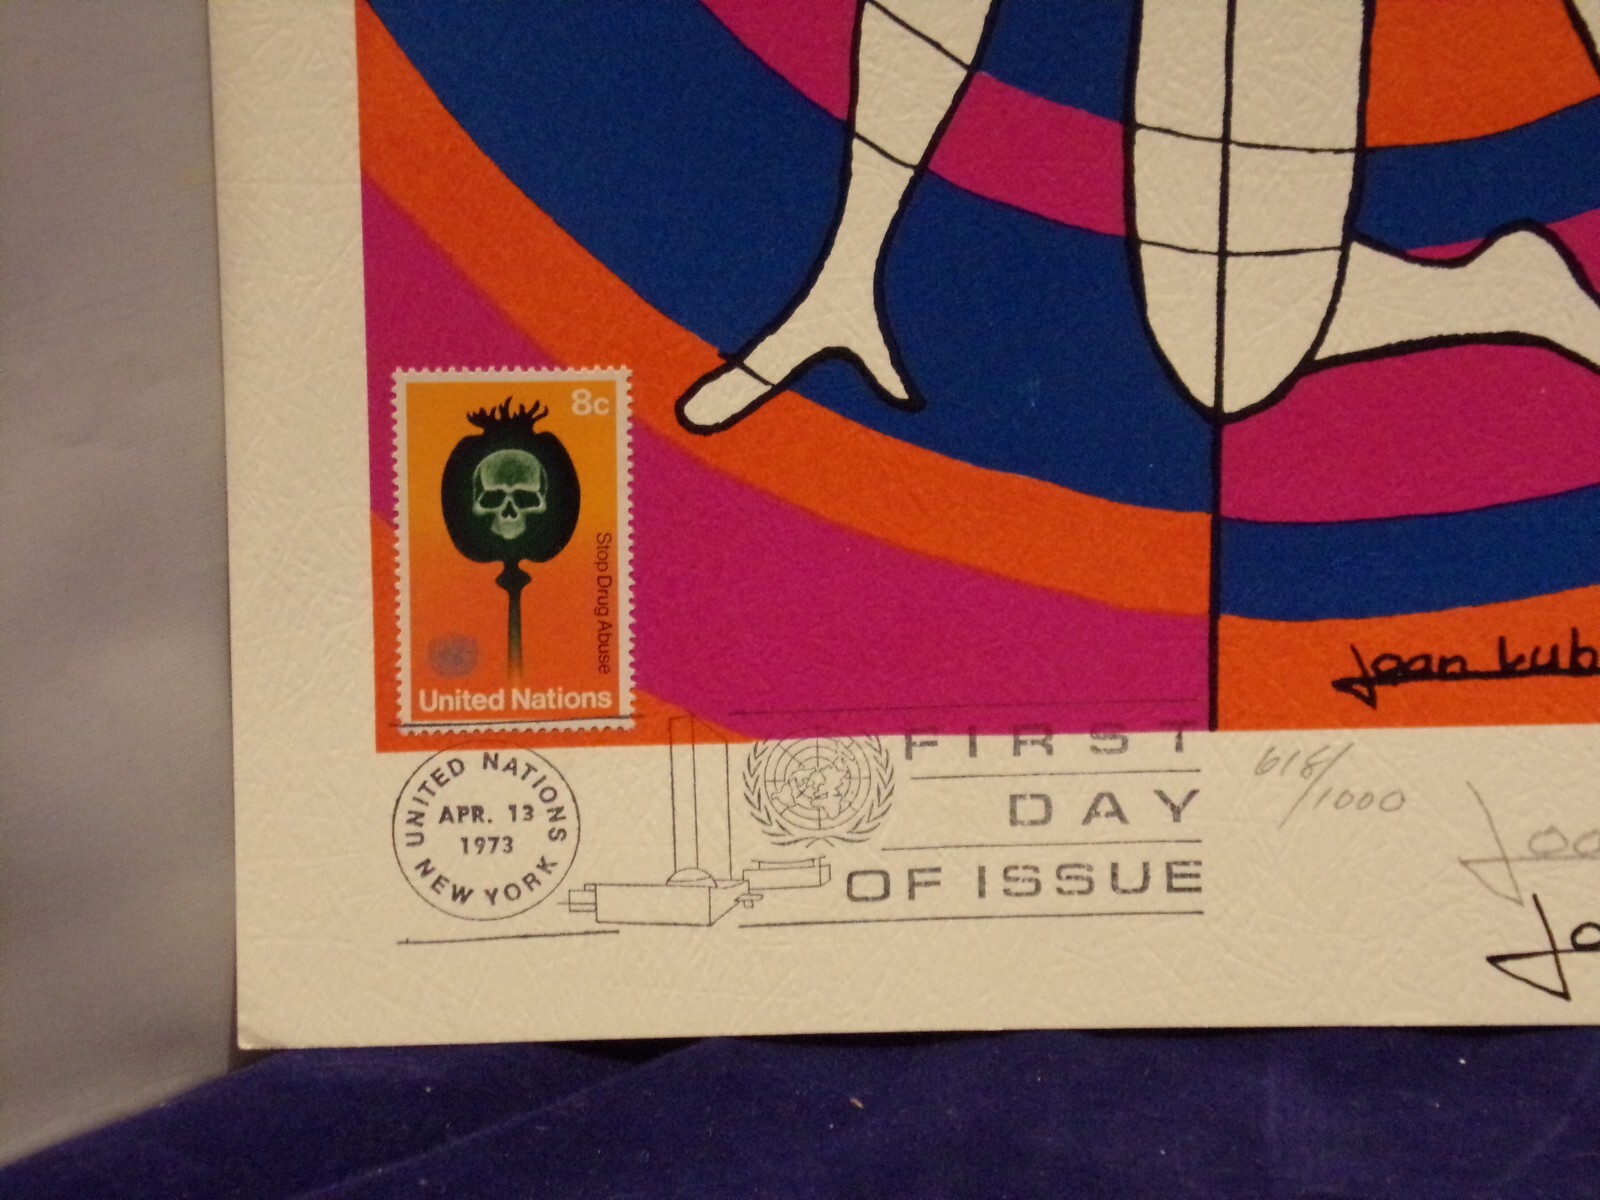 8c
Stop Drug Abuse
United Nations
Joan
UNITED NATIONS
APR. 13
1973
NEW YORK
FIRST
DAY
OF ISSUE
618/1000